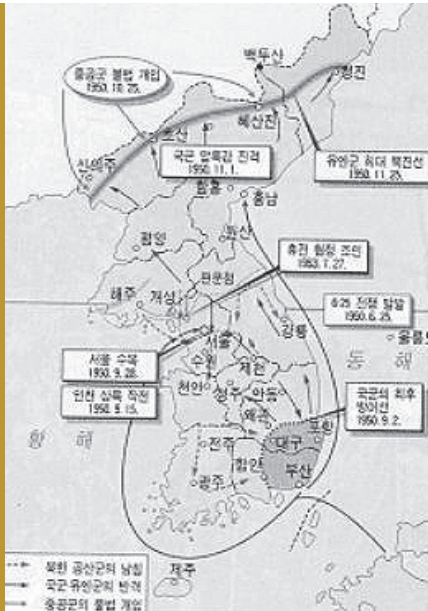 백두산
중공군 불법 개입
1950.10.25.
청진
혜산진
초산
신의주
국군 압록강 진격
1950.11.1.
유엔군 최대 북진선
1950.11.25.
함흥
흥남
평양
원산
휴전 협정 조인
1953.7.27.
판문점
해주
개성
6·25 전쟁 발발
1950.6.25.
강릉
울릉도
서울
서울 수복
1950.9.28.
수원
제천
동 해
인천 상륙 작전
1950.9.15.
천안
상주
안동
국군의 최후
방어선
1950.9.2.
왜관
포항
황 해
전주
대구
함안
부산
광주
제주
북한 공산군의 남침
국군·유엔군의 반격
중공군의 불법 개입